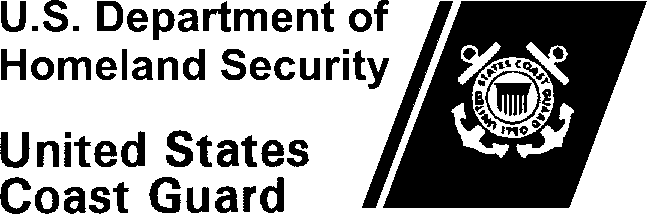 U.S. Department of
Homeland Security
United States
Coast Guard
UNITED STATES COAST GUARD